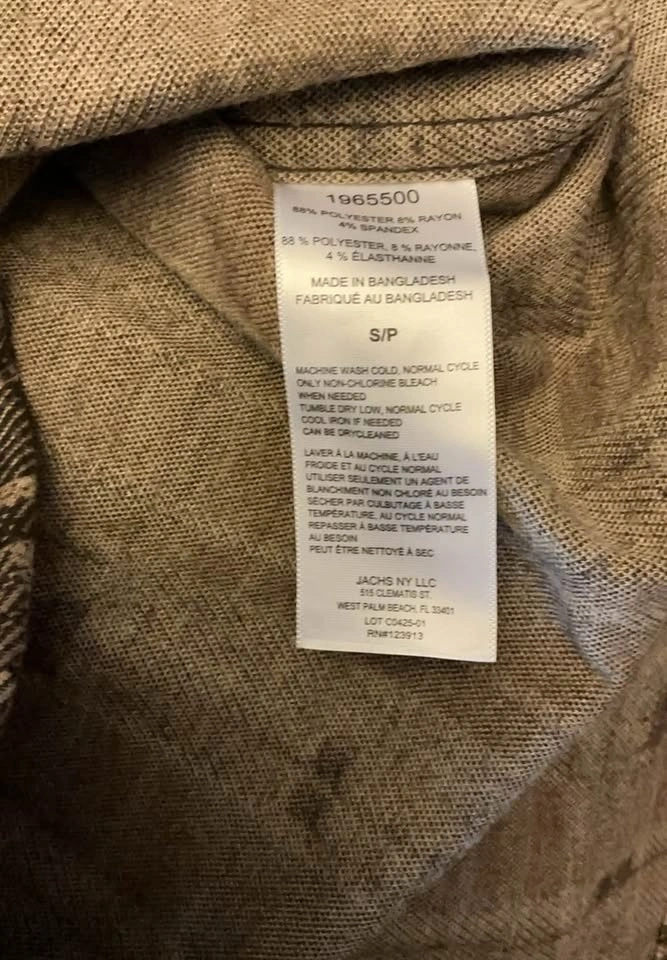 1965500
88% POLYESTER 8% RAYON
4% SPANDEX
88 % POLYESTER, 8 % RAYONNE,
4 % ÉLASTHANNE
MADE IN BANGLADESH
FABRIQUÉ AU BANGLADESH
S/P
MACHINE WASH COLD, NORMAL CYCLE
ONLY NON-CHLORINE BLEACH
WHEN NEEDED
TUMBLE DRY LOW, NORMAL CYCLE
COOL IRON IF NEEDED
CAN BE DRYCLEANED
LAVER À LA MACHINE, À L'EAU
FROIDE ET AU CYCLE NORMAL
UTILISER SEULEMENT UN AGENT DE
BLANCHIMENT NON CHLORÉ AU BESOIN
SÉCHER PAR CULBUTAGE À BASSE
TEMPÉRATURE, AU CYCLE NORMAL
REPASSER À BASSE TEMPÉRATURE
AU BESOIN
PEUT ÊTRE NETTOYÉ À SEC
JACHS NY LLC
515 CLEMATIS ST.
WEST PALM BEACH, FL 33401
LOT C0425-01
RN#123913